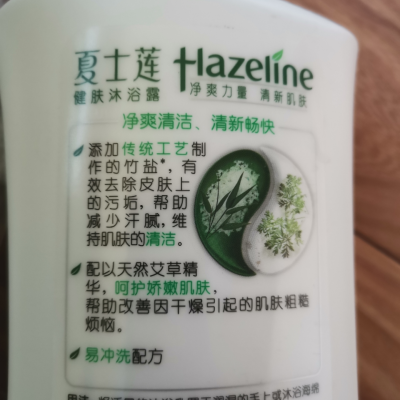 夏士莲 Hazeline
健肤沐浴露 净爽力量 清新肌肤
净爽清洁、清新畅快
添加传统工艺制
作的竹盐*，有
效去除皮肤上
的污垢，帮助
减少汗腻，维
持肌肤的清洁。
配以天然艾草精
华，呵护娇嫩肌肤，
帮助改善因干燥引起的肌肤粗糙
烦恼。
易冲洗配方